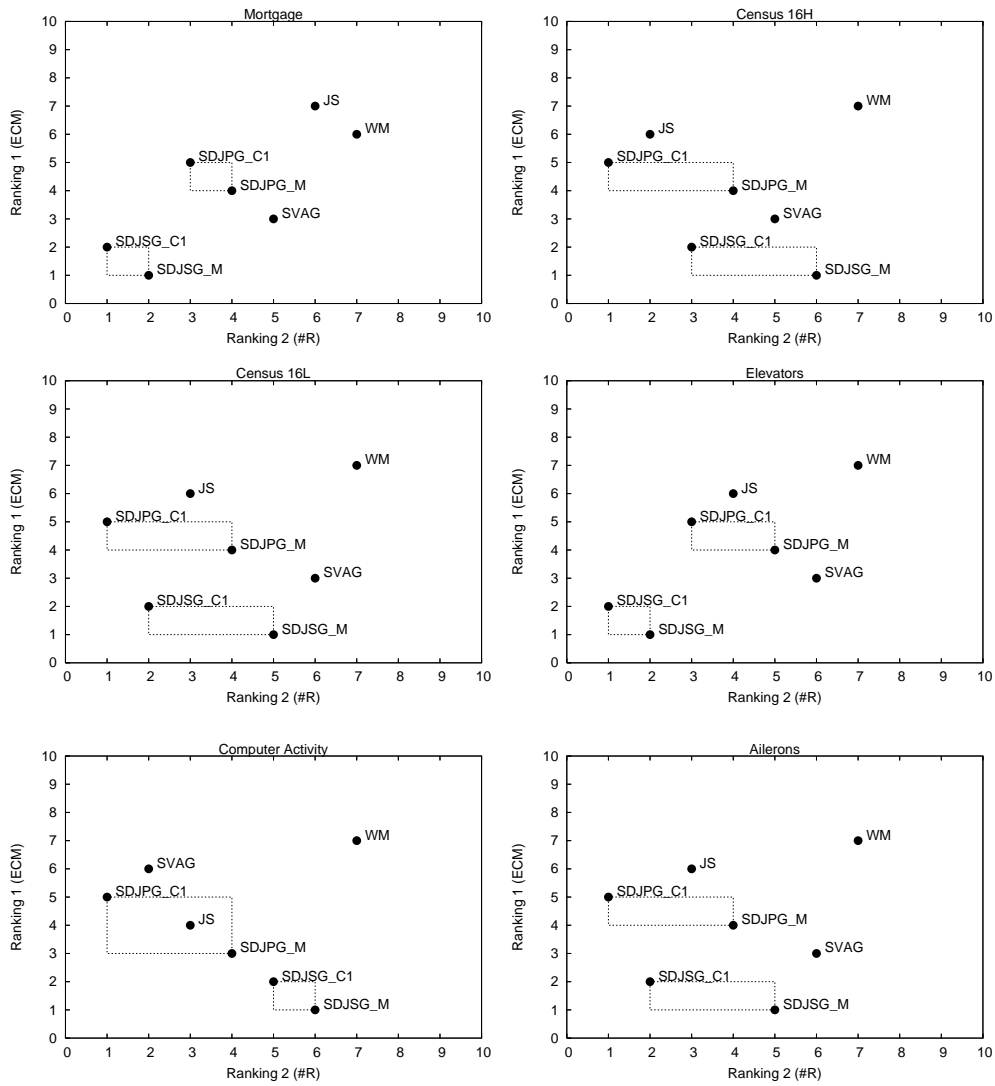 Mortgage
10
9
8
7
6
5
4
3
2
1
0
Ranking 1 (ECM)
JS
WM
SDJPG_C1
SDJPG_M
SVAG
SDJSG_C1
SDJSG_M
0 1 2 3 4 5 6 7 8 9 10
Ranking 2 (#R)
Census 16H
10
9
8
7
6
5
4
3
2
1
0
Ranking 1 (ECM)
WM
JS
SDJPG_C1
SDJPG_M
SVAG
SDJSG_C1
SDJSG_M
0 1 2 3 4 5 6 7 8 9 10
Ranking 2 (#R)
Census 16L
10
9
8
7
6
5
4
3
2
1
0
Ranking 1 (ECM)
WM
JS
SDJPG_C1
SDJPG_M
SVAG
SDJSG_C1
SDJSG_M
0 1 2 3 4 5 6 7 8 9 10
Ranking 2 (#R)
Elevators
10
9
8
7
6
5
4
3
2
1
0
Ranking 1 (ECM)
WM
JS
SDJPG_C1
SDJPG_M
SVAG
SDJSG_C1
SDJSG_M
0 1 2 3 4 5 6 7 8 9 10
Ranking 2 (#R)
Computer Activity
10
9
8
7
6
5
4
3
2
1
0
Ranking 1 (ECM)
WM
SVAG
SDJPG_C1
JS
SDJPG_M
SDJSG_C1
SDJSG_M
0 1 2 3 4 5 6 7 8 9 10
Ranking 2 (#R)
Ailerons
10
9
8
7
6
5
4
3
2
1
0
Ranking 1 (ECM)
WM
JS
SDJPG_C1
SDJPG_M
SVAG
SDJSG_C1
SDJSG_M
0 1 2 3 4 5 6 7 8 9 10
Ranking 2 (#R)